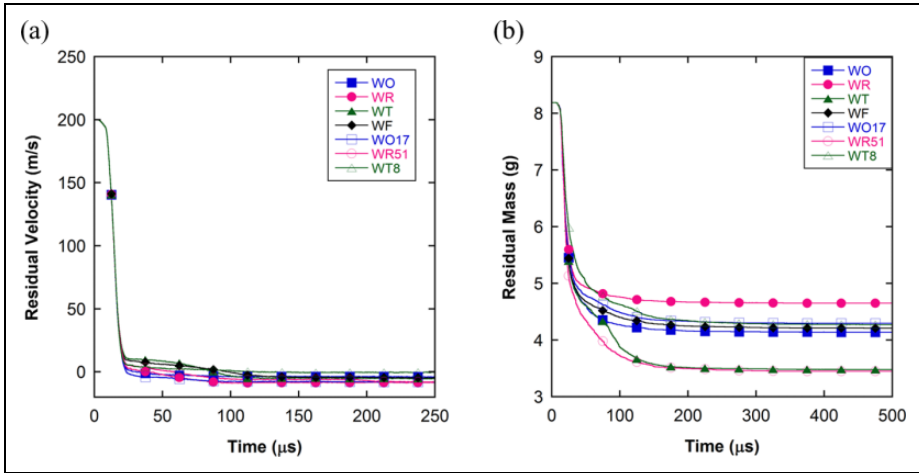 (a)
250
200
150
100
50
0
0 50 100 150 200 250
Residual Velocity (m/s)
Time (μs)
WO
WR
WT
WF
WO17
WR51
WT8
(b)
9
8
7
6
5
4
3
0 100 200 300 400 500
Residual Mass (g)
Time (μs)
WO
WR
WT
WF
WO17
WR51
WT8